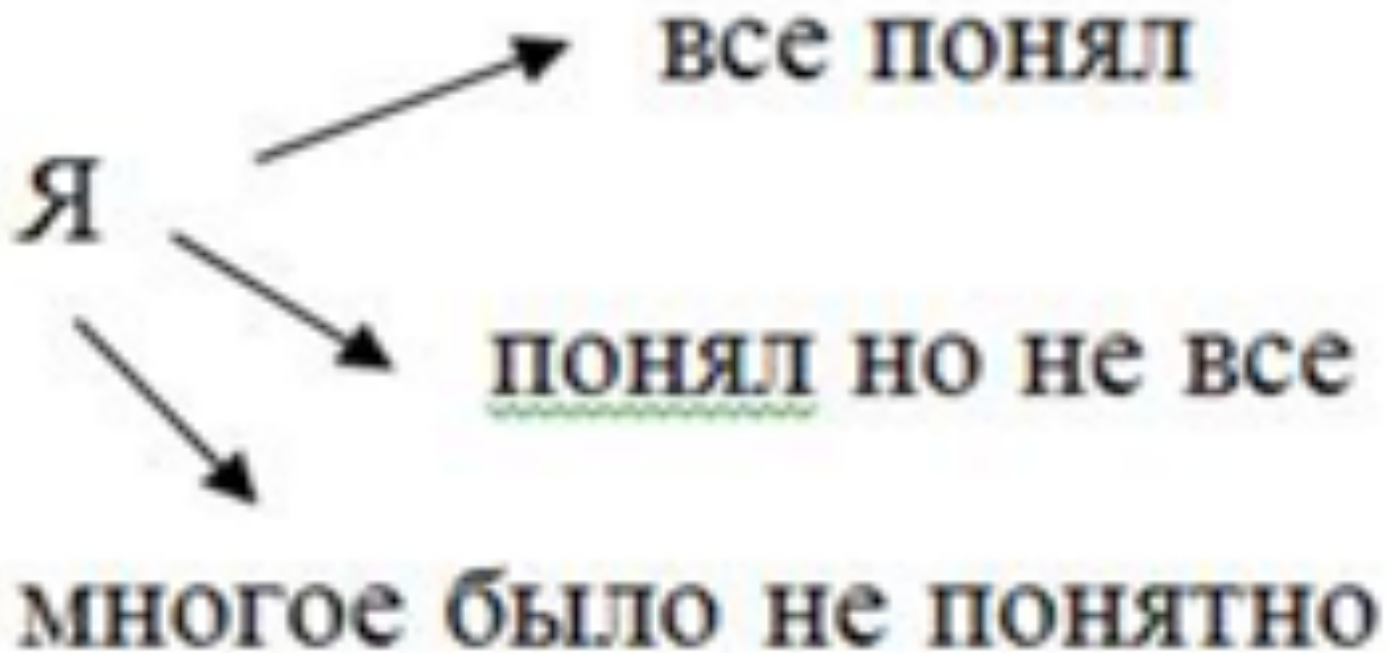 все понял
Я
понял но не все
многое было не понятно